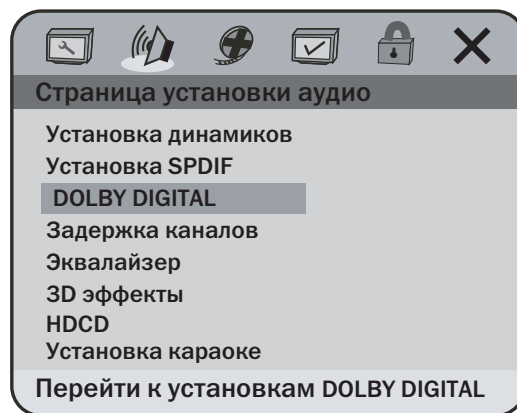 Страница установки аудио
Установка динамиков
Установка SPDIF
DOLBY DIGITAL
Задержка каналов
Эквалайзер
3D эффекты
HDCD
Установка караоке
Перейти к установкам DOLBY DIGITAL